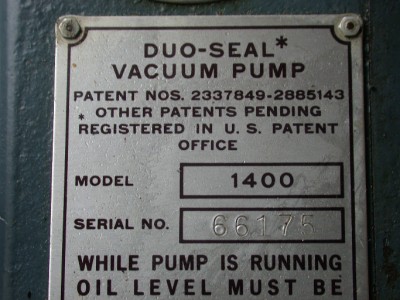 DUO-SEAL*
VACUUM PUMP
PATENT NOS. 2337849-2885143
* OTHER PATENTS PENDING
REGISTERED IN U. S. PATENT
OFFICE
MODEL 1400
SERIAL NO. 66175
WHILE PUMP IS RUNNING
OIL LEVEL MUST BE